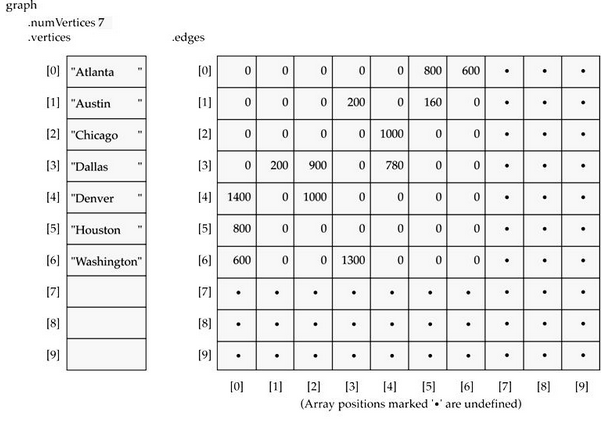 graph
.numVertices 7
.vertices .edges
[0] "Atlanta " [0] 0 0 0 0 0 800 600 • • •
[1] "Austin " [1] 0 0 0 200 0 160 0 • • •
[2] "Chicago " [2] 0 0 0 0 1000 0 0 • • •
[3] "Dallas " [3] 0 200 900 0 780 0 0 • • •
[4] "Denver " [4] 1400 0 1000 0 0 0 0 • • •
[5] "Houston " [5] 800 0 0 0 0 0 0 • • •
[6] "Washington" [6] 600 0 0 1300 0 0 0 • • •
[7] [7] • • • • • • • • • •
[8] [8] • • • • • • • • • •
[9] [9] • • • • • • • • • •
[0] [1] [2] [3] [4] [5] [6] [7] [8] [9]
(Array positions marked '•' are undefined)